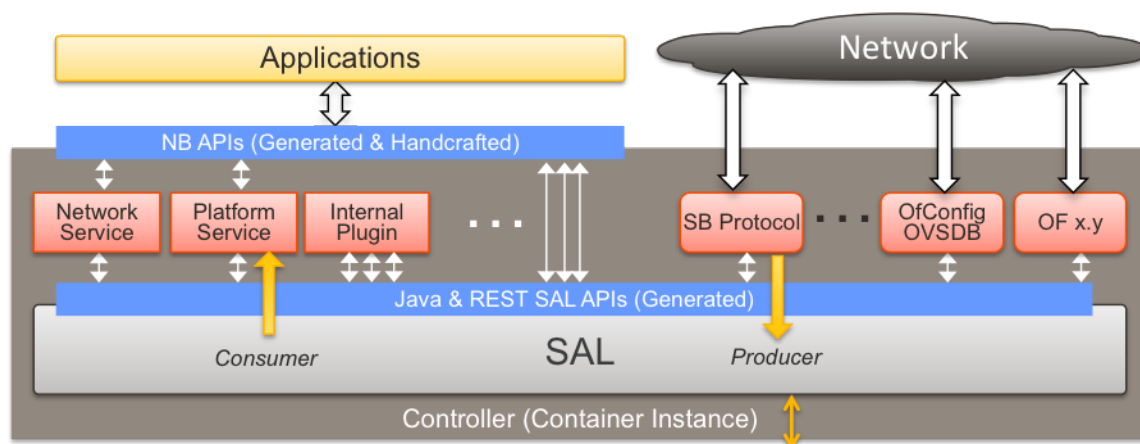 Applications
Network
NB APIs (Generated & Handcrafted)
Network
Service
Platform
Service
Internal
Plugin
. . .
SB Protocol
. . .
OfConfig
OVSDB
OF x.y
Java & REST SAL APIs (Generated)
Consumer
SAL
Producer
Controller (Container Instance)